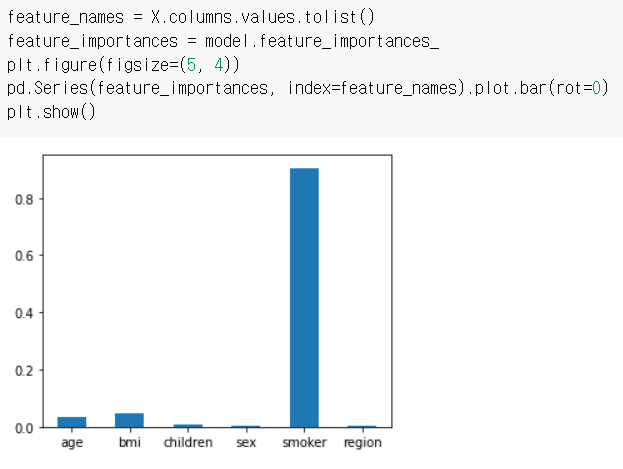 feature_names = X.columns.values.tolist()
feature_importances = model.feature_importances_
plt.figure(figsize=(5, 4))
pd.Series(feature_importances, index=feature_names).plot.bar(rot=0)
plt.show()
0.8
0.6
0.4
0.2
0.0
age bmi children sex smoker region